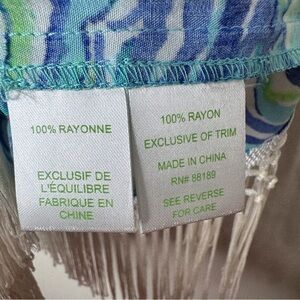 100% RAYONNE
EXCLUSIF DE
L'ÉQUILIBRE
FABRIQUE EN
CHINE
100% RAYON
EXCLUSIVE OF TRIM
MADE IN CHINA
RN# 88189
SEE REVERSE
FOR CARE